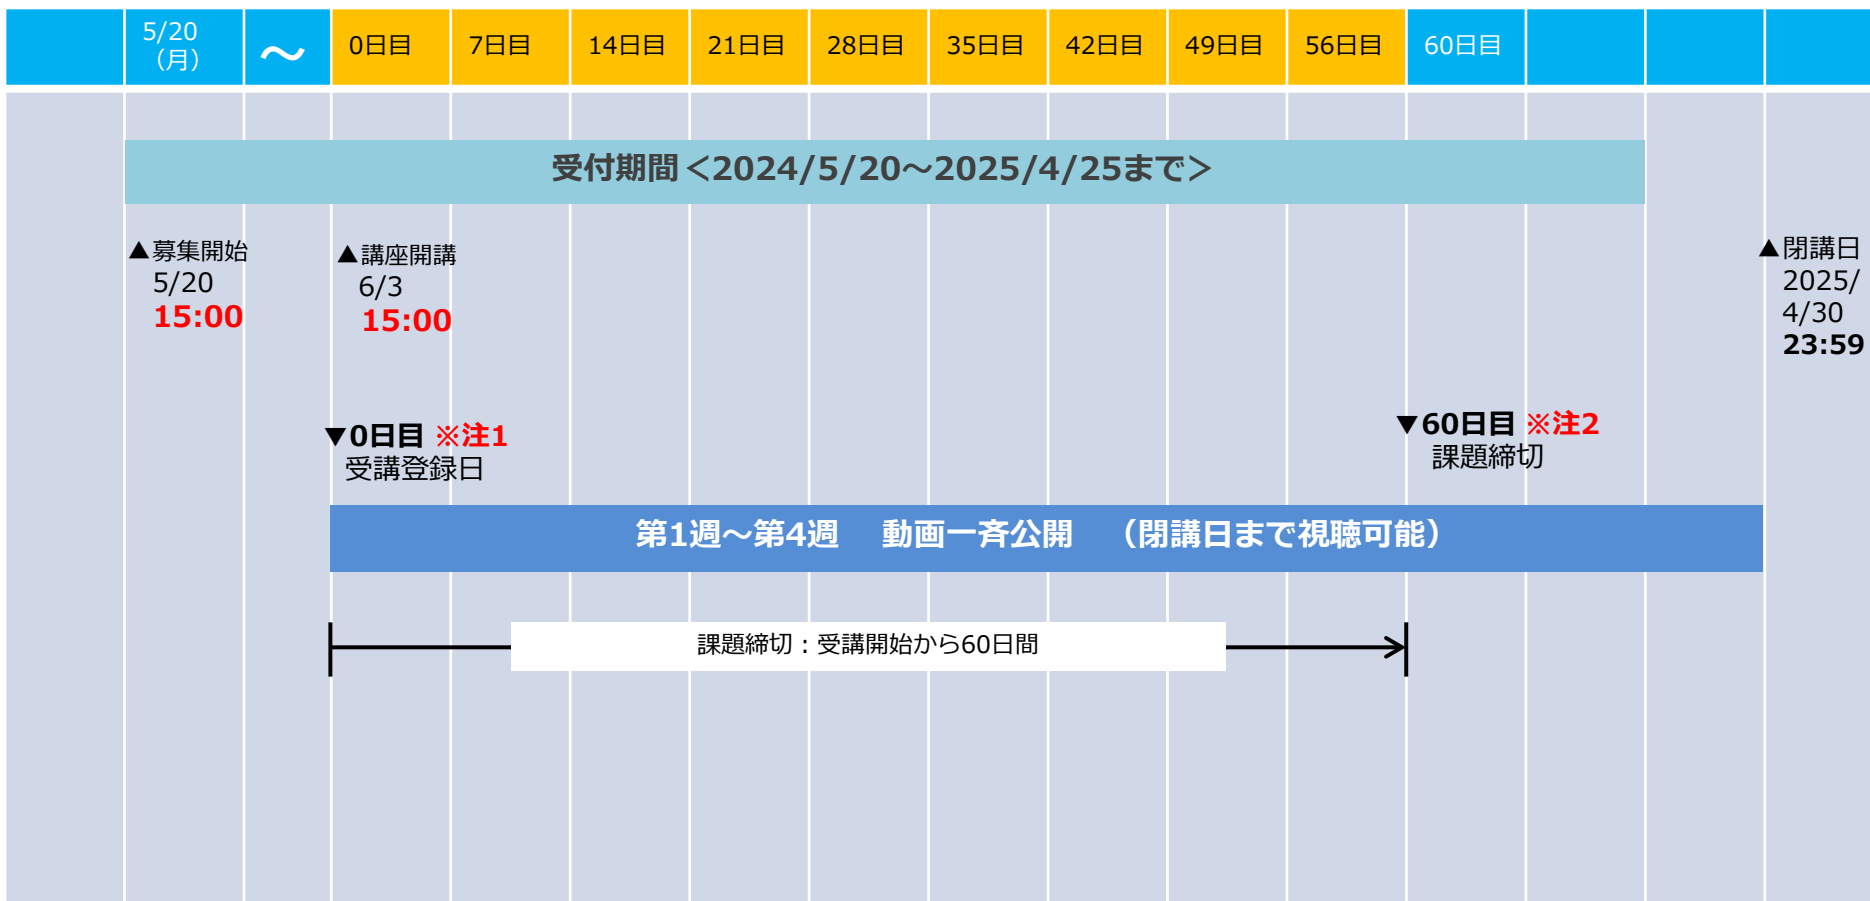 5/20
（月）
～
0日目
7日目
14日目
21日目
28日目
35日目
42日目
49日目
56日目
60日目
受付期間＜2024/5/20～2025/4/25まで＞
▲募集開始
5/20
15:00
▲講座開講
6/3
15:00
▲閉講日
2025/
4/30
23:59
▼0日目 ※注1
受講登録日
▼60日目 ※注2
課題締切
第1週～第4週　動画一斉公開　（閉講日まで視聴可能）
課題締切：受講開始から60日間